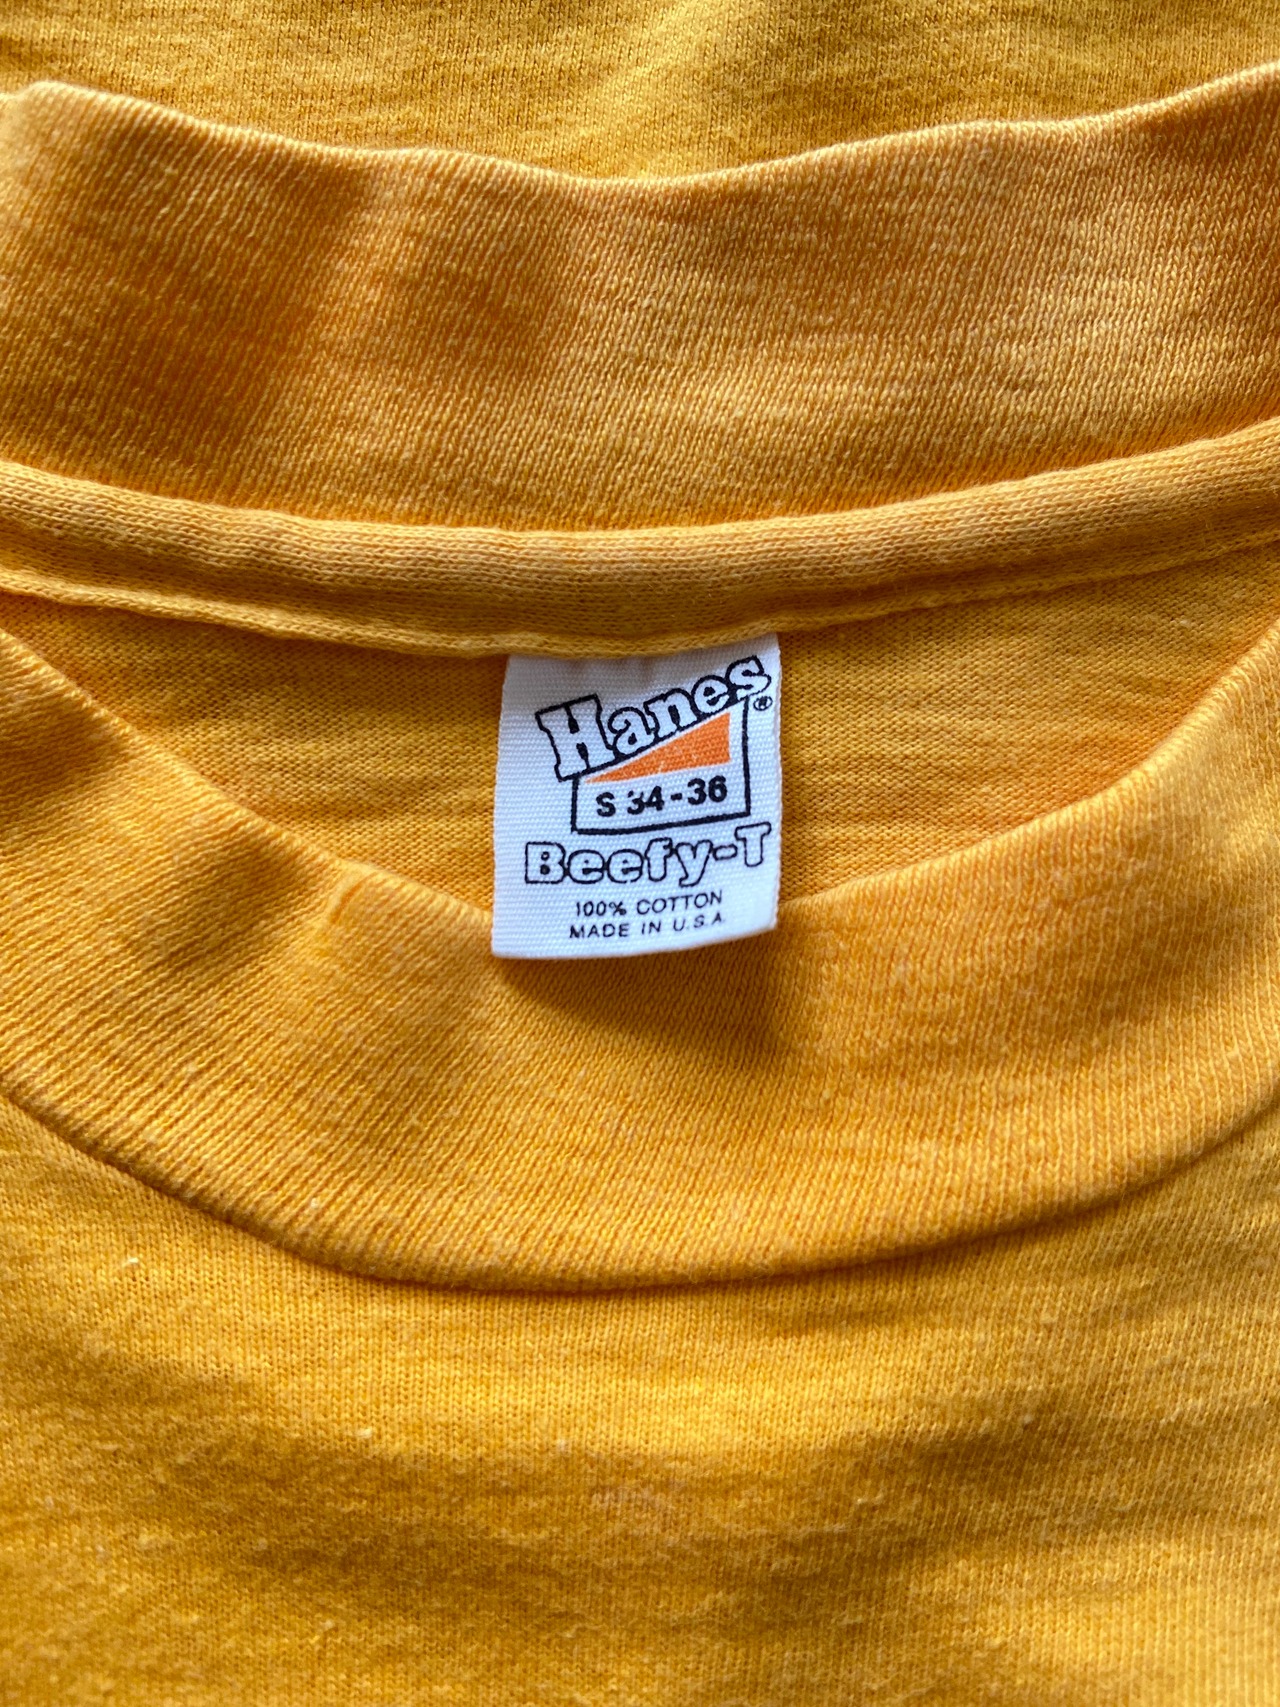 Hanes®
S 34-36
Beefy-T
100% COTTON
MADE IN U.S.A